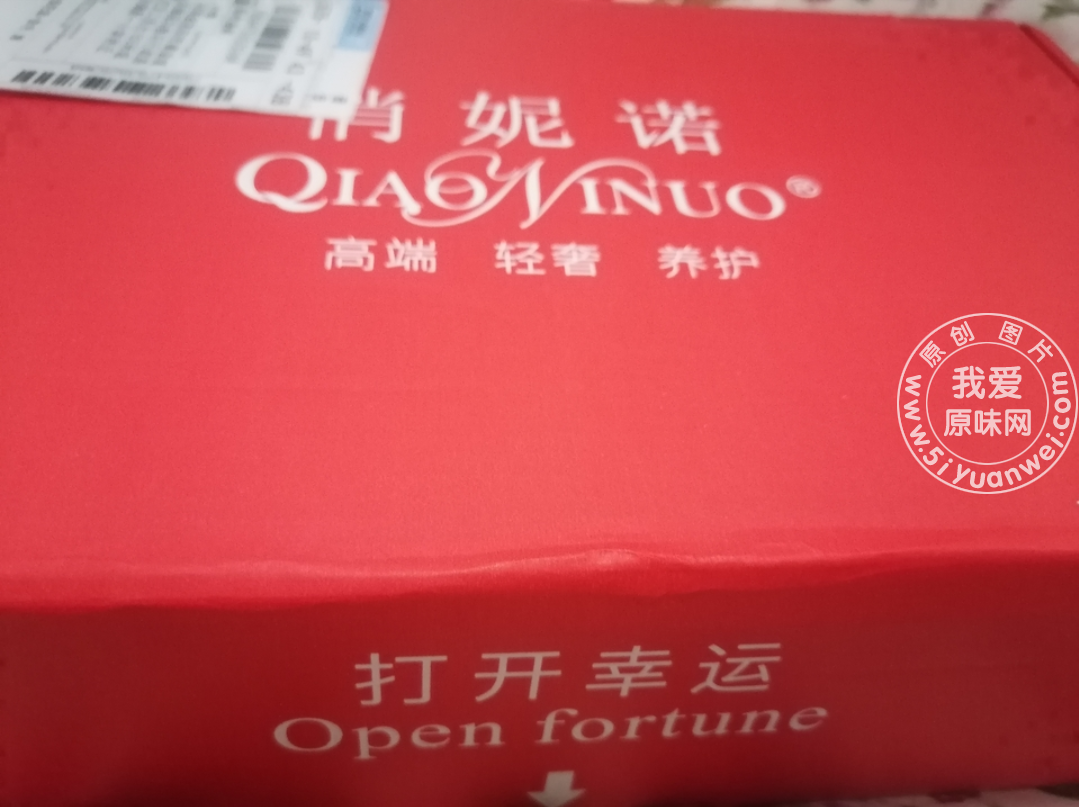 俏妮诺
QIAONINUO®
高端 轻奢 养护
打开幸运
Open fortune
原创 图片
我爱
原味网
www.5iyuanwei.com